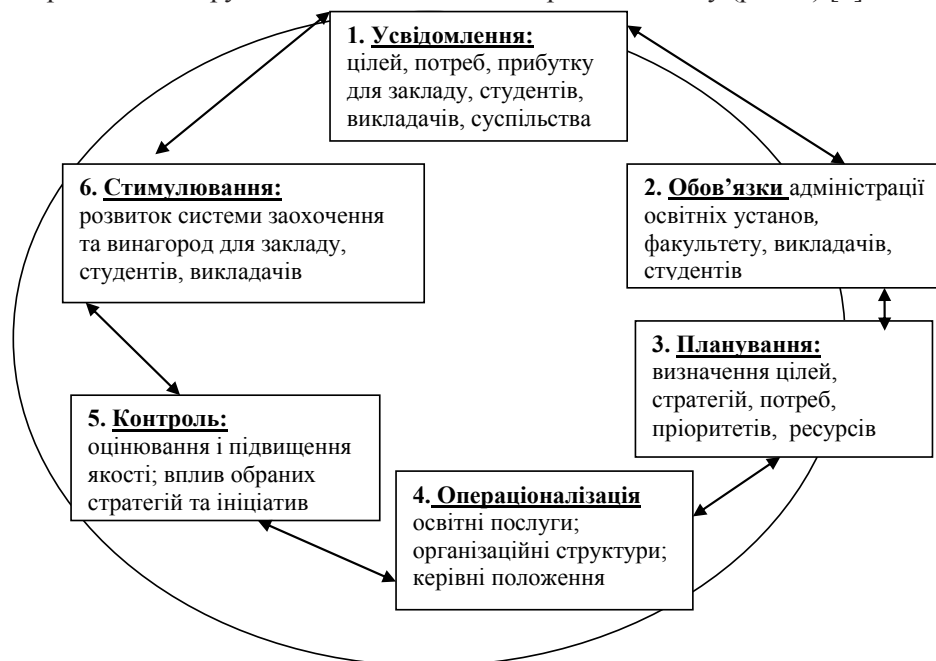 1. Усвідомлення:
цілей, потреб, прибутку
для закладу, студентів,
викладачів, суспільства
2. Обов’язки адміністрації
освітніх установ,
факультету, викладачів,
студентів
3. Планування:
визначення цілей,
стратегій, потреб,
пріоритетів, ресурсів
4. Операціоналізація
освітні послуги;
організаційні структури;
керівні положення
5. Контроль:
оцінювання і підвищення
якості; вплив обраних
стратегій та ініціатив
6. Стимулювання:
розвиток системи заохочення
та винагород для закладу,
студентів, викладачів